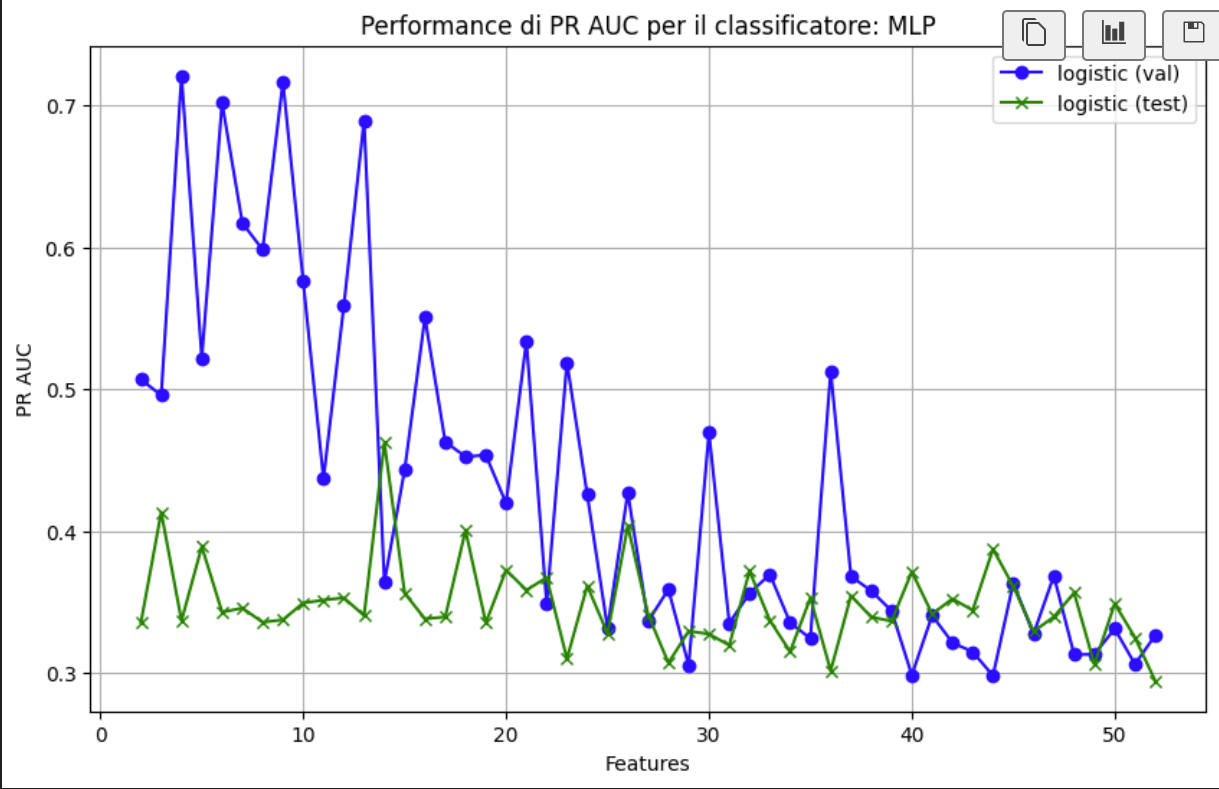 Performance di PR AUC per il classificatore: MLP
logistic (val)
logistic (test)
0.7
0.6
0.5
0.4
0.3
PR AUC
0
10
20
30
40
50
Features